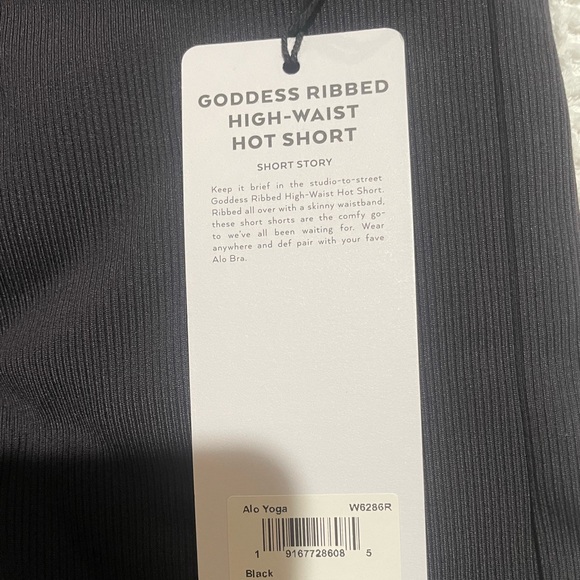 GODDESS RIBBED
HIGH-WAIST
HOT SHORT
SHORT STORY
Keep it brief in the studio-to-street
Goddess Ribbed High-Waist Hot Short.
Ribbed all over with a skinny waistband,
these short shorts are the comfy go-
to we've all been waiting for. Wear
anywhere and def pair with your fave
Alo Bra.
Alo Yoga W6286R
1 91677 28608 5
Black